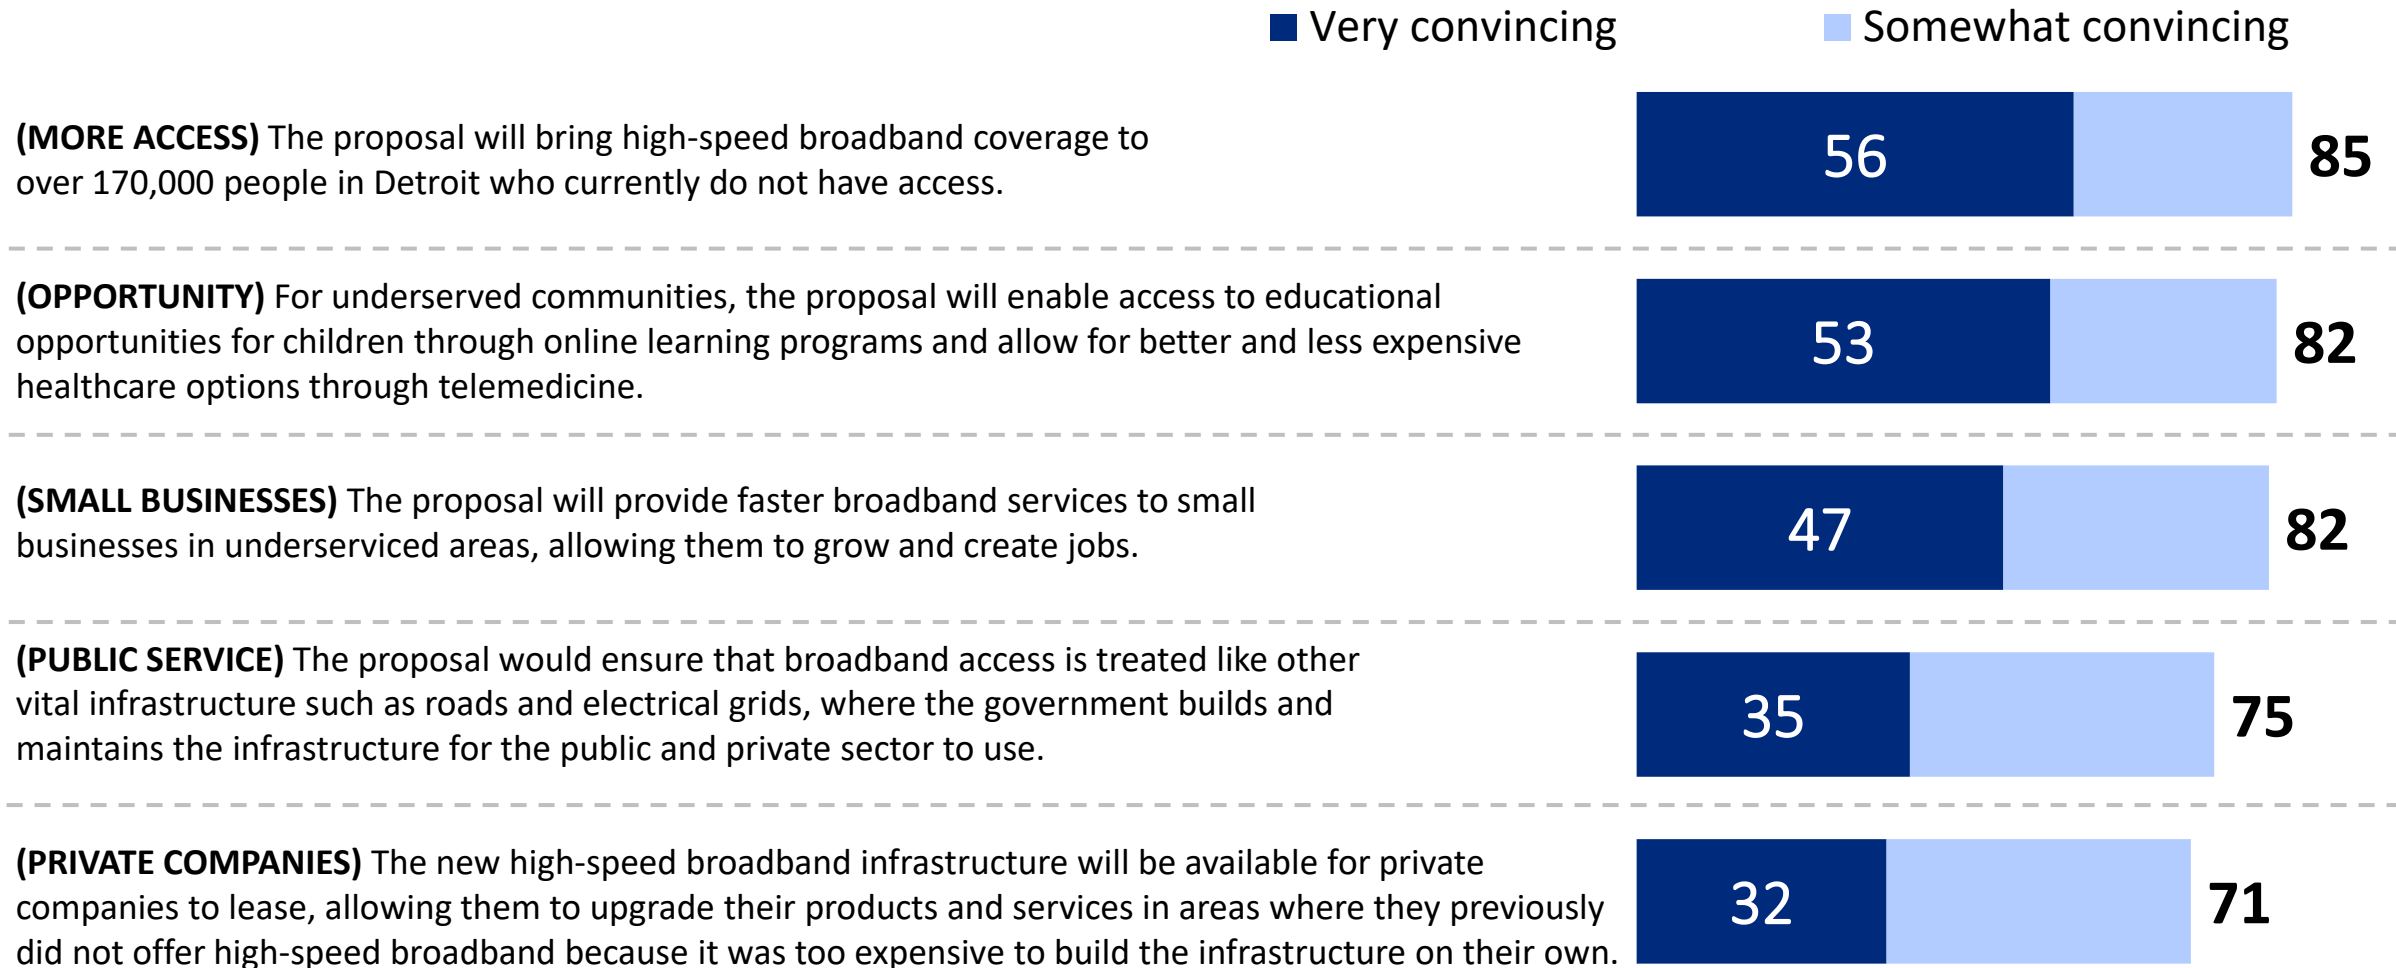 Very convincing Somewhat convincing
(MORE ACCESS) The proposal will bring high-speed broadband coverage to
over 170,000 people in Detroit who currently do not have access.
56 85
(OPPORTUNITY) For underserved communities, the proposal will enable access to educational
opportunities for children through online learning programs and allow for better and less expensive
healthcare options through telemedicine.
53 82
(SMALL BUSINESSES) The proposal will provide faster broadband services to small
businesses in underserviced areas, allowing them to grow and create jobs.
47 82
(PUBLIC SERVICE) The proposal would ensure that broadband access is treated like other
vital infrastructure such as roads and electrical grids, where the government builds and
maintains the infrastructure for the public and private sector to use.
35 75
(PRIVATE COMPANIES) The new high-speed broadband infrastructure will be available for private
companies to lease, allowing them to upgrade their products and services in areas where they previously
did not offer high-speed broadband because it was too expensive to build the infrastructure on their own.
32 71